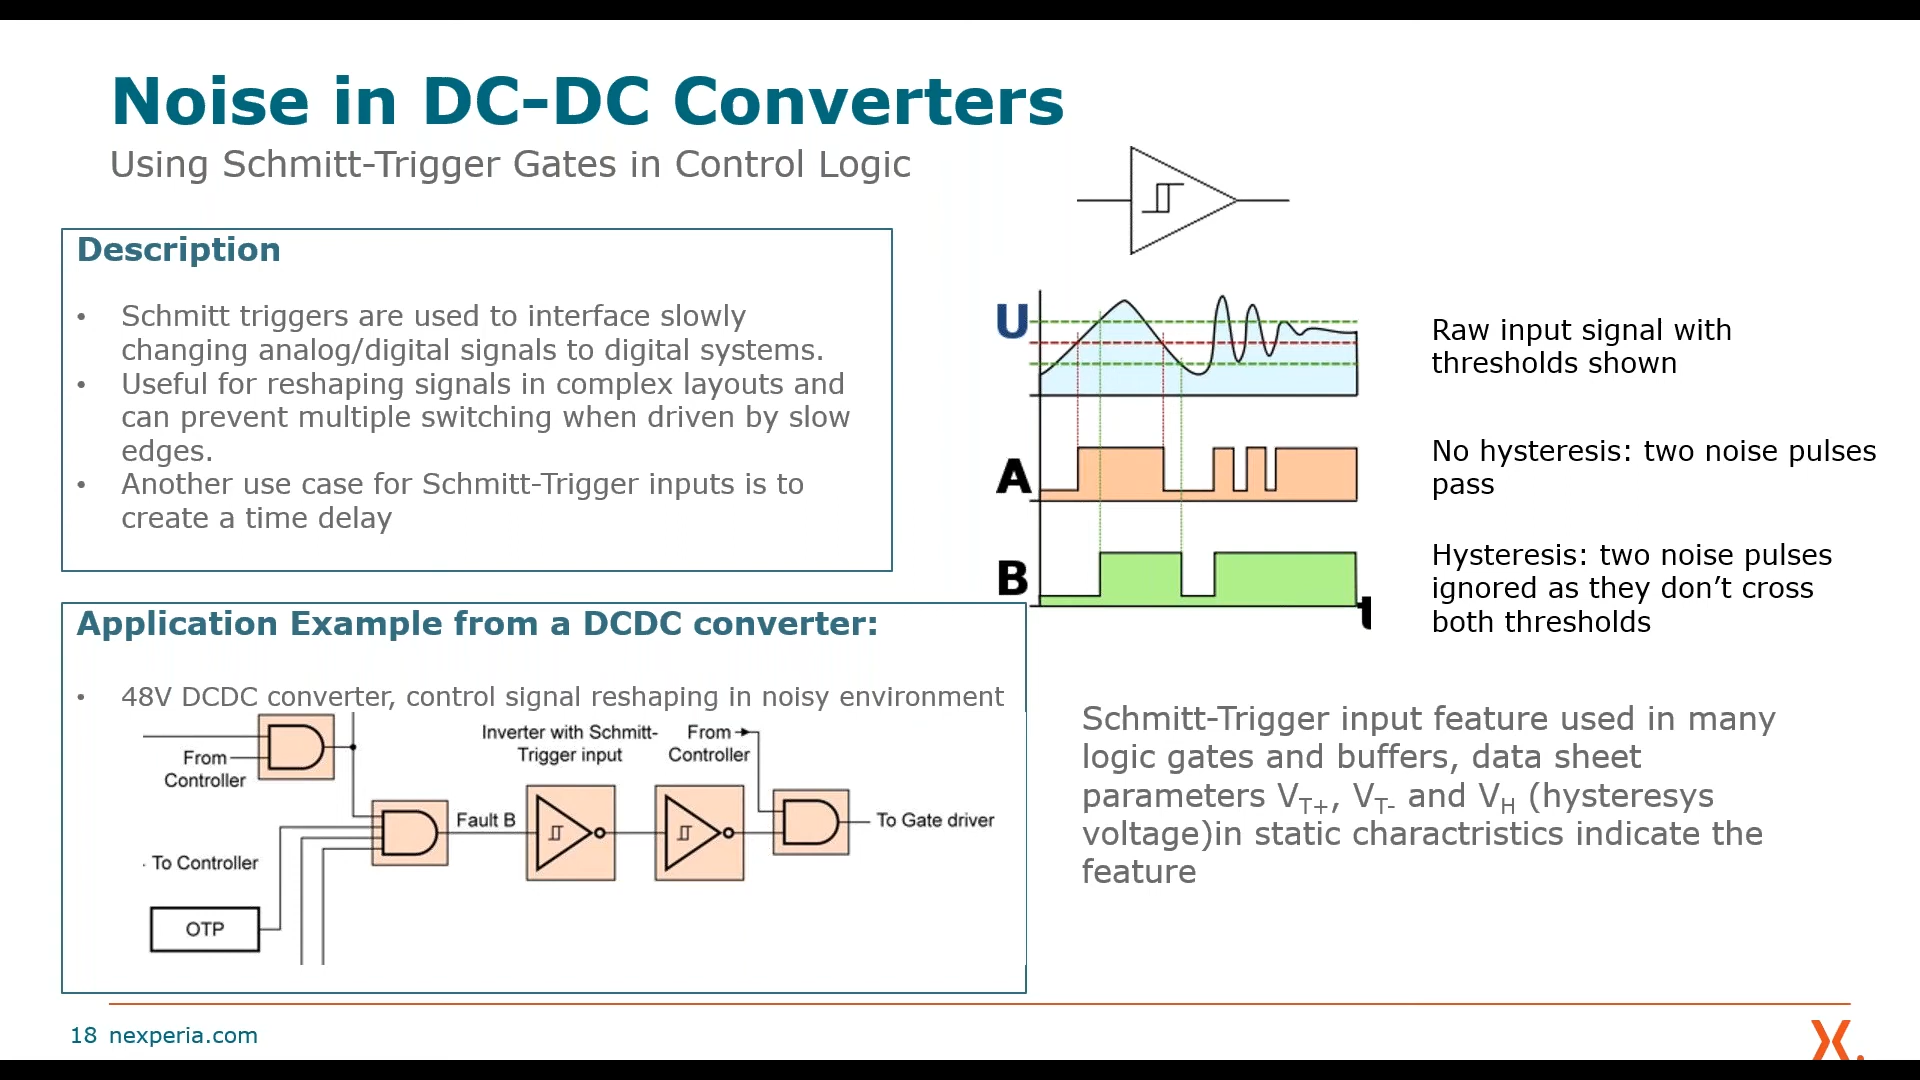 Noise in DC-DC Converters
Using Schmitt-Trigger Gates in Control Logic
Description
• Schmitt triggers are used to interface slowly
changing analog/digital signals to digital systems.
• Useful for reshaping signals in complex layouts and
can prevent multiple switching when driven by slow
edges.
• Another use case for Schmitt-Trigger inputs is to
create a time delay
U
Raw input signal with
thresholds shown
A
No hysteresis: two noise pulses
pass
B
Hysteresis: two noise pulses
ignored as they don’t cross
both thresholds
t
Application Example from a DCDC converter:
• 48V DCDC converter, control signal reshaping in noisy environment
From
Controller
Inverter with Schmitt-
Trigger input
From
Controller
Fault B
To Gate driver
To Controller
OTP
Schmitt-Trigger input feature used in many
logic gates and buffers, data sheet
parameters VT+, VT- and VH (hysteresys
voltage)in static charactristics indicate the
feature
18 nexperia.com